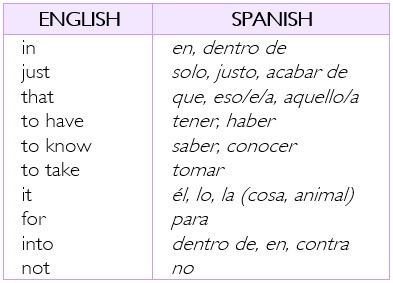 ENGLISH SPANISH
in en, dentro de
just solo, justo, acabar de
that que, eso/e/a, aquello/a
to have tener, haber
to know saber, conocer
to take tomar
it él, lo, la (cosa, animal)
for para
into dentro de, en, contra
not no